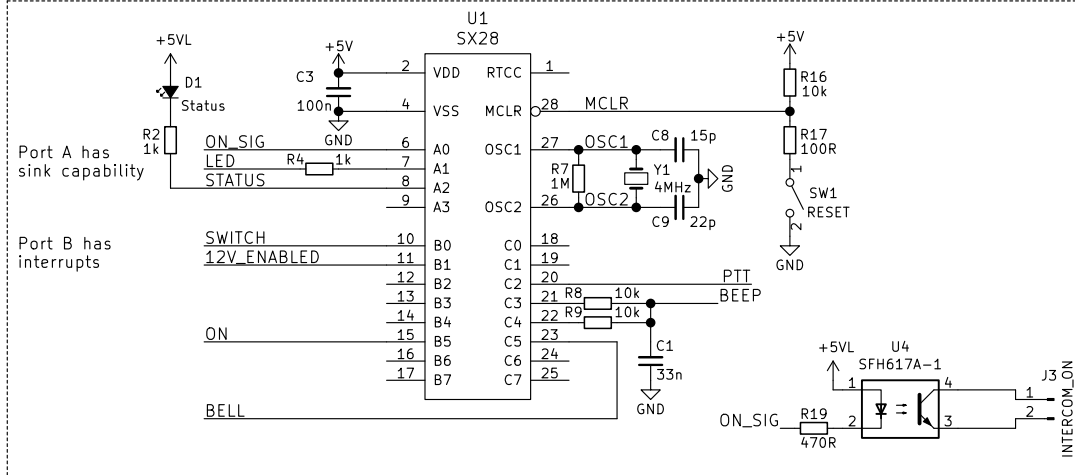 U1
SX28
+5VL
D1
Status
R2
1k
+5V
C3
100n
GND
Port A has
sink capability
ON_SIG
LED
R4 1k
STATUS
Port B has
interrupts
SWITCH
12V_ENABLED
ON
BELL
2 VDD
4 VSS
6 A0
7 A1
8 A2
9 A3
10 B0
11 B1
12 B2
13 B3
14 B4
15 B5
16 B6
17 B7
RTCC 1
MCLR 28 MCLR
OSC1 27 OSC1
OSC2 26 OSC2
C0 18
C1 19
C2 20
C3 21
C4 22
C5 23
C6 24
C7 25
R7
1M
Y1
4MHz
C8 15p
C9 22p
GND
PTT
BEEP
R8 10k
R9 10k
C1
33n
GND
+5V
R16
10k
R17
100R
1
SW1
RESET
2
GND
+5VL
U4
SFH617A-1
1
2
4
3
ON_SIG
R19
470R
J3
1
2
INTERCOM_ON